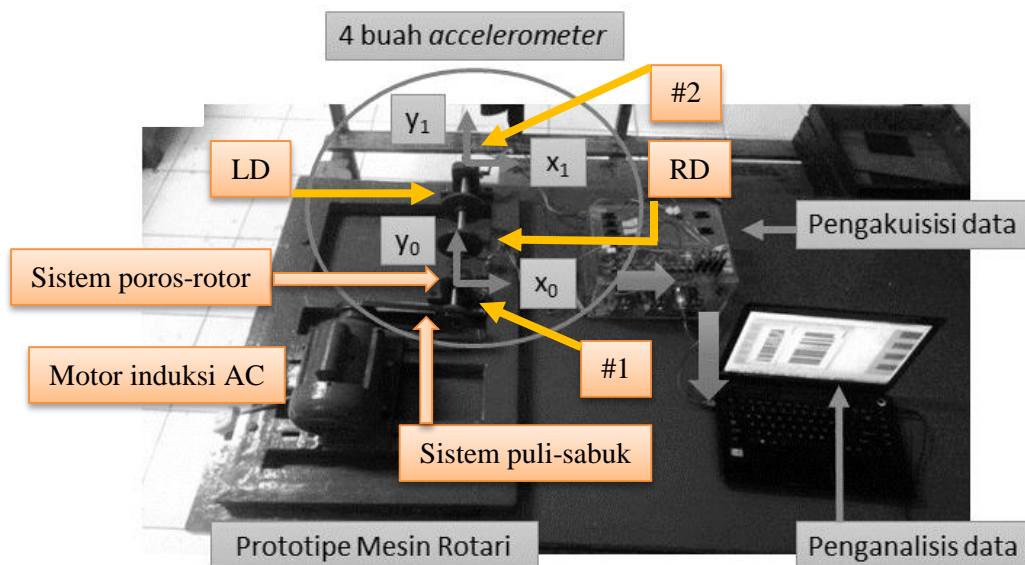 4 buah accelerometer
#2
y₁
x₁
LD
RD
Pengakuisisi data
y₀
x₀
Sistem poros-rotor
#1
Motor induksi AC
Sistem puli-sabuk
Prototipe Mesin Rotari
Penganalisis data